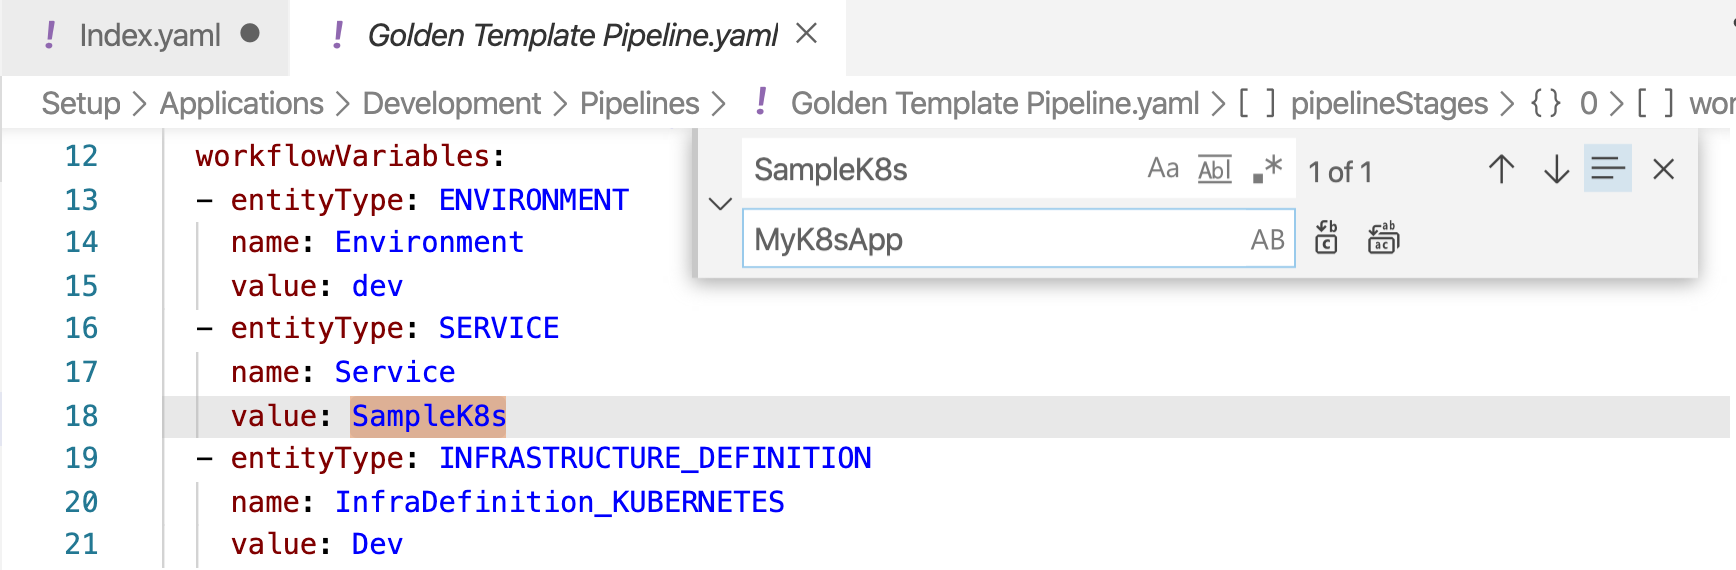 ! Index.yaml ● ! Golden Template Pipeline.yaml ×
Setup > Applications > Development > Pipelines > ! Golden Template Pipeline.yaml > [ ] pipelineStages > {} 0 > [ ] wor
SampleK8s Aa Abl .* 1 of 1
MyK8sApp AB
12 workflowVariables:
13 - entityType: ENVIRONMENT
14 name: Environment
15 value: dev
16 - entityType: SERVICE
17 name: Service
18 value: SampleK8s
19 - entityType: INFRASTRUCTURE_DEFINITION
20 name: InfraDefinition_KUBERNETES
21 value: Dev